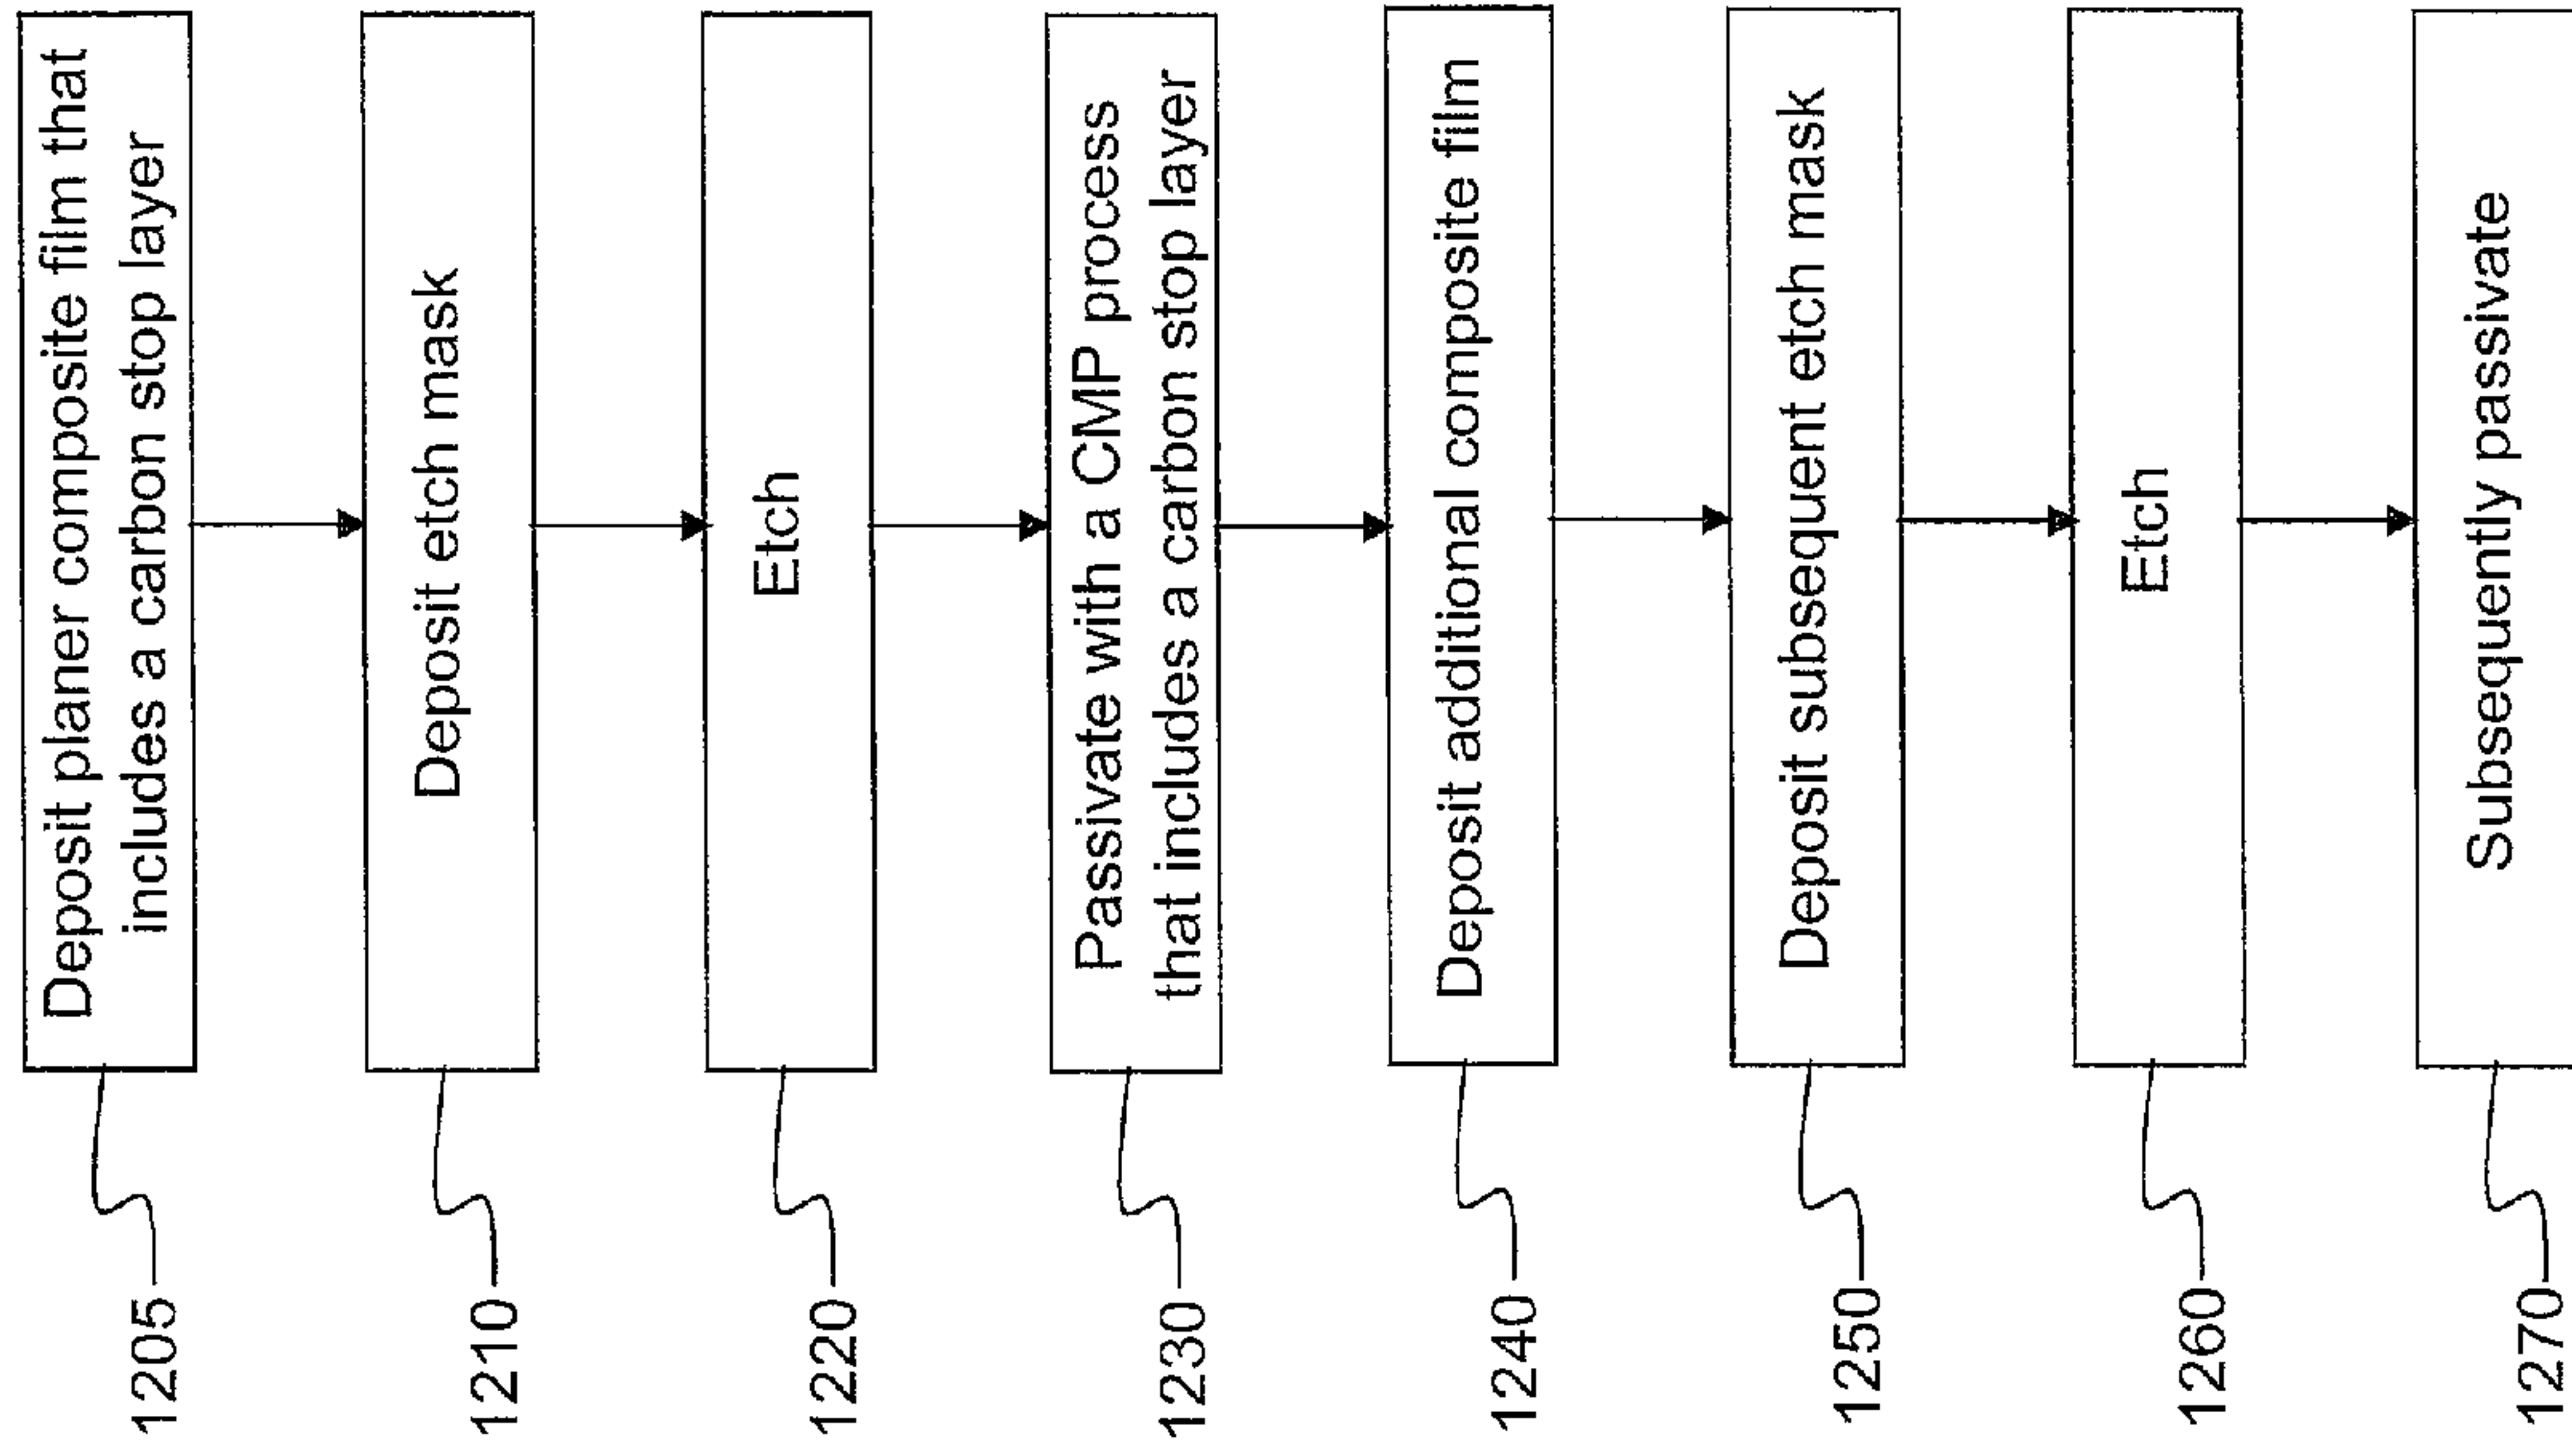 1205
Deposit planer composite film that
includes a carbon stop layer
1210
Deposit etch mask
1220
Etch
1230
Passivate with a CMP process
that includes a carbon stop layer
1240
Deposit additional composite film
1250
Deposit subsequent etch mask
1260
Etch
1270
Subsequently passivate